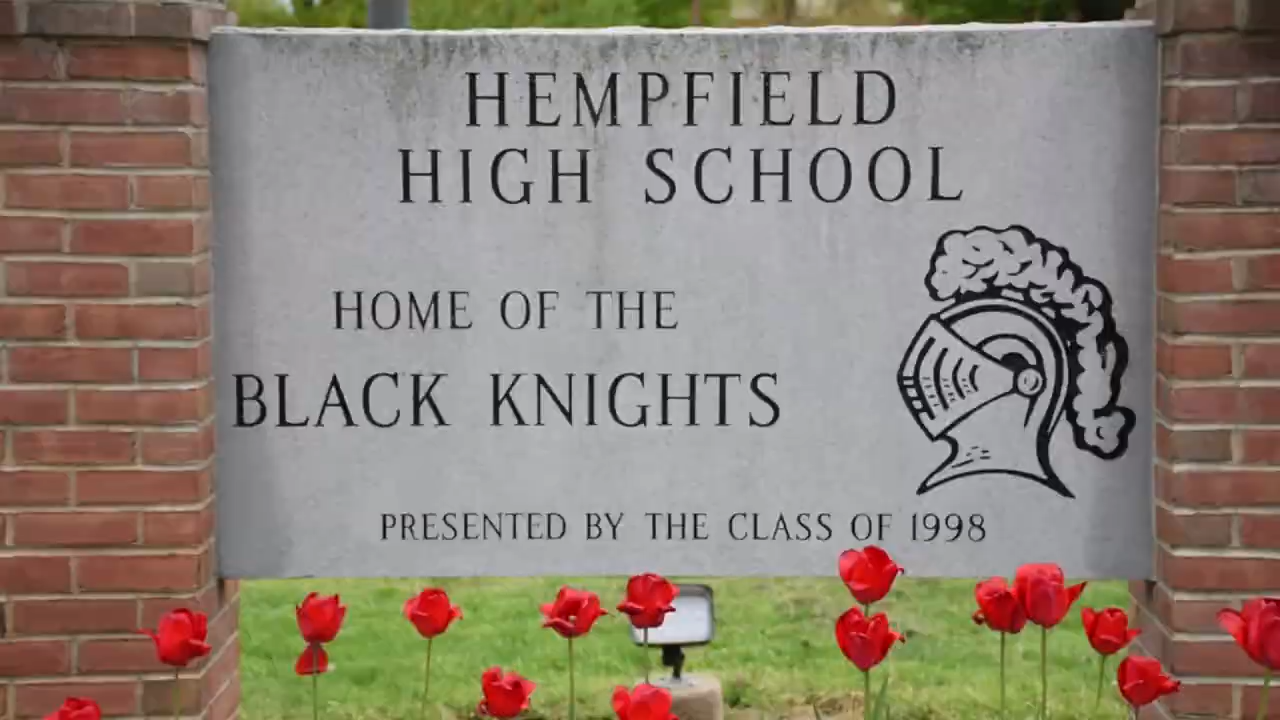 HEMPFIELD
HIGH SCHOOL
HOME OF THE
BLACK KNIGHTS
PRESENTED BY THE CLASS OF 1998